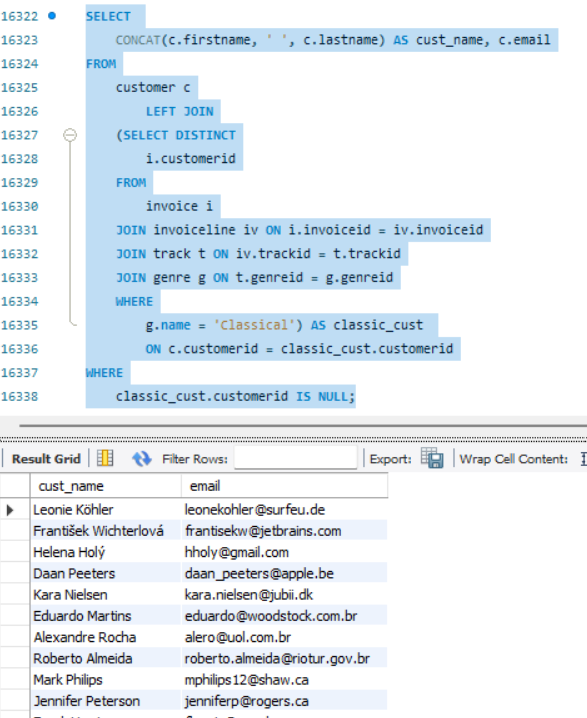 16322 SELECT
16323 CONCAT(c.firstname, ' ', c.lastname) AS cust_name, c.email
16324 FROM
16325 customer c
16326 LEFT JOIN
16327 (SELECT DISTINCT
16328 i.customerid
16329 FROM
16330 invoice i
16331 JOIN invoiceline iv ON i.invoiceid = iv.invoiceid
16332 JOIN track t ON iv.trackid = t.trackid
16333 JOIN genre g ON t.genreid = g.genreid
16334 WHERE
16335 g.name = 'Classical') AS classic_cust
16336 ON c.customerid = classic_cust.customerid
16337 WHERE
16338 classic_cust.customerid IS NULL;
Result Grid Filter Rows: Export: Wrap Cell Content:
cust_name email
Leonie Köhler leonekohler@surfeu.de
František Wichterlová frantisekw@jetbrains.com
Helena Holý hholy@gmail.com
Daan Peeters daan_peeters@apple.be
Kara Nielsen kara.nielsen@jubii.dk
Eduardo Martins eduardo@woodstock.com.br
Alexandre Rocha alero@uol.com.br
Roberto Almeida roberto.almeida@riotur.gov.br
Mark Philips mphilips12@shaw.ca
Jennifer Peterson jenniferp@rogers.ca